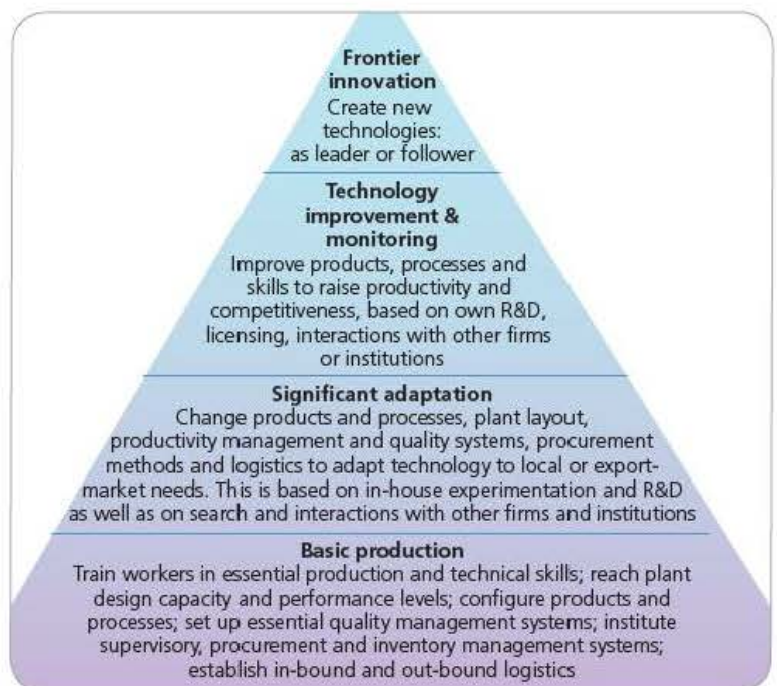 Frontier
innovation
Create new
technologies:
as leader or follower
Technology
improvement &
monitoring
Improve products, processes and
skills to raise productivity and
competitiveness, based on own R&D,
licensing, interactions with other firms
or institutions
Significant adaptation
Change products and processes, plant layout,
productivity management and quality systems, procurement
methods and logistics to adapt technology to local or export-
market needs. This is based on in-house experimentation and R&D
as well as on search and interactions with other firms and institutions
Basic production
Train workers in essential production and technical skills; reach plant
design capacity and performance levels; configure products and
processes; set up essential quality management systems; institute
supervisory, procurement and inventory management systems;
establish in-bound and out-bound logistics